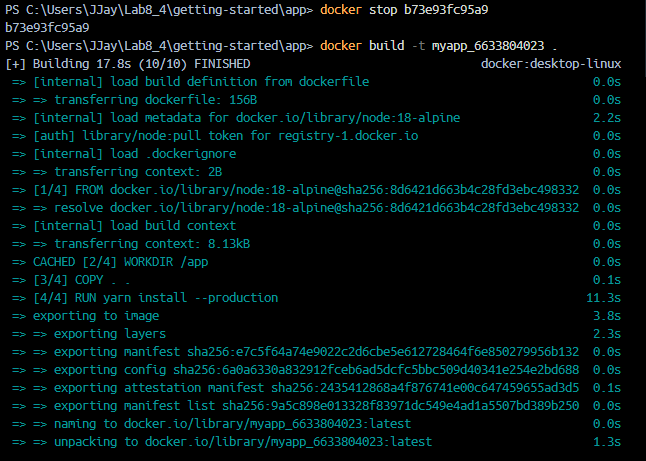 PS C:\Users\JJay\Lab8_4\getting-started\app> docker stop b73e93fc95a9
b73e93fc95a9
PS C:\Users\JJay\Lab8_4\getting-started\app> docker build -t myapp_6633804023 .
[+] Building 17.8s (10/10) FINISHED docker:desktop-linux
=> [internal] load build definition from dockerfile 0.0s
=> => transferring dockerfile: 156B 0.0s
=> [internal] load metadata for docker.io/library/node:18-alpine 2.2s
=> [auth] library/node:pull token for registry-1.docker.io 0.0s
=> [internal] load .dockerignore 0.0s
=> => transferring context: 2B 0.0s
=> [1/4] FROM docker.io/library/node:18-alpine@sha256:8d6421d663b4c28fd3ebc498332 0.0s
=> => resolve docker.io/library/node:18-alpine@sha256:8d6421d663b4c28fd3ebc498332 0.0s
=> [internal] load build context 0.0s
=> => transferring context: 8.13kB 0.0s
=> CACHED [2/4] WORKDIR /app 0.0s
=> [3/4] COPY . . 0.1s
=> [4/4] RUN yarn install --production 11.3s
=> exporting to image 3.8s
=> => exporting layers 2.3s
=> => exporting manifest sha256:e7c5f64a74e9022c2d6cbe5e612728464f6e850279956b132 0.0s
=> => exporting config sha256:6a0a6330a832912fceb6ad5dcfc5bbc509d40341e254e2bd688 0.0s
=> => exporting attestation manifest sha256:2435412868a4f876741e00c647459655ad3d5 0.1s
=> => exporting manifest list sha256:9a5c898e013328f83971dc549e4ad1a5507bd389b250 0.0s
=> => naming to docker.io/library/myapp_6633804023:latest 0.0s
=> => unpacking to docker.io/library/myapp_6633804023:latest 1.3s